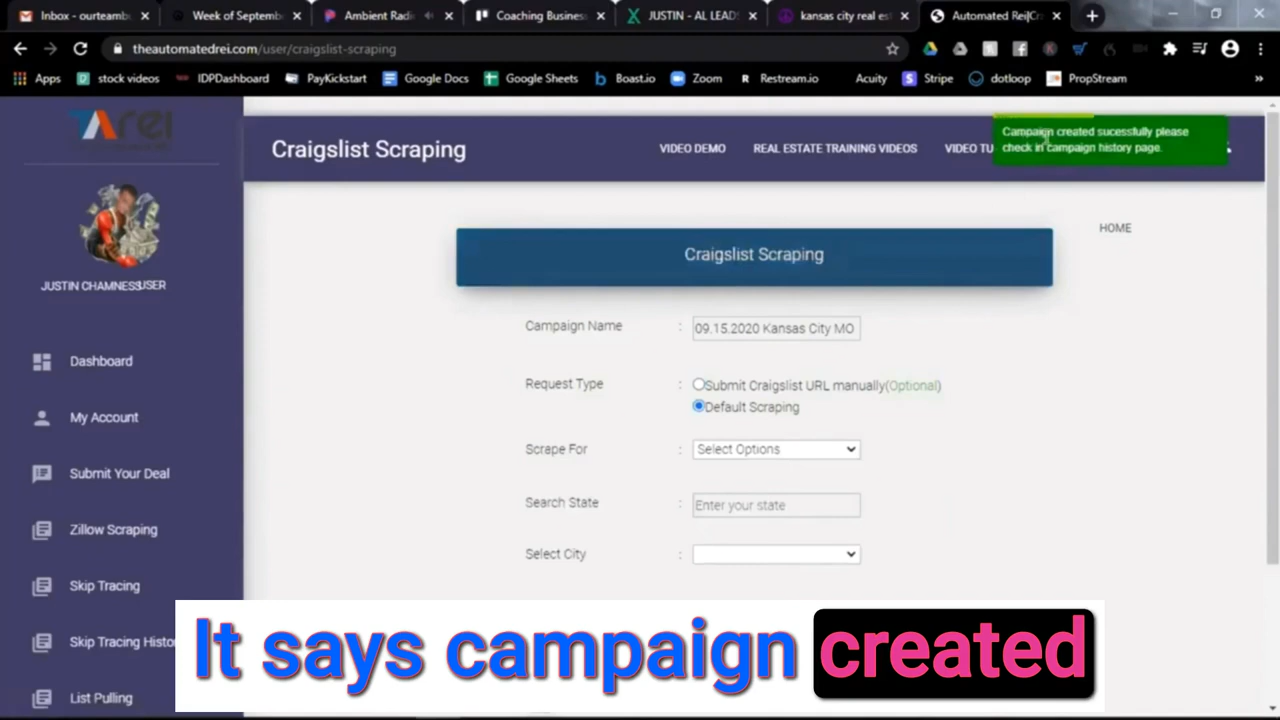 Inbox - ourteamb
Week of Septemb
Ambient Radi
Coaching Busines
JUSTIN - AL LEAD
kansas city real est
Automated Rei|Cr
theautomatedrei.com/user/craigslist-scraping
Apps
stock videos
IDPDashboard
PayKickstart
Google Docs
Google Sheets
Boast.io
Zoom
Restream.io
Acuity
Stripe
dotloop
PropStream
»
TArei
Craigslist Scraping
VIDEO DEMO
REAL ESTATE TRAINING VIDEOS
VIDEO TU
Campaign created sucessfully please
check in campaign history page.
HOME
JUSTIN CHAMNESS USER
Dashboard
My Account
Submit Your Deal
Zillow Scraping
Skip Tracing
Skip Tracing Histo
List Pulling
Craigslist Scraping
Campaign Name : 09.15.2020 Kansas City MO
Request Type : Submit Craigslist URL manually(Optional)
Default Scraping
Scrape For : Select Options
Search State : Enter your state
Select City :
It says campaign created